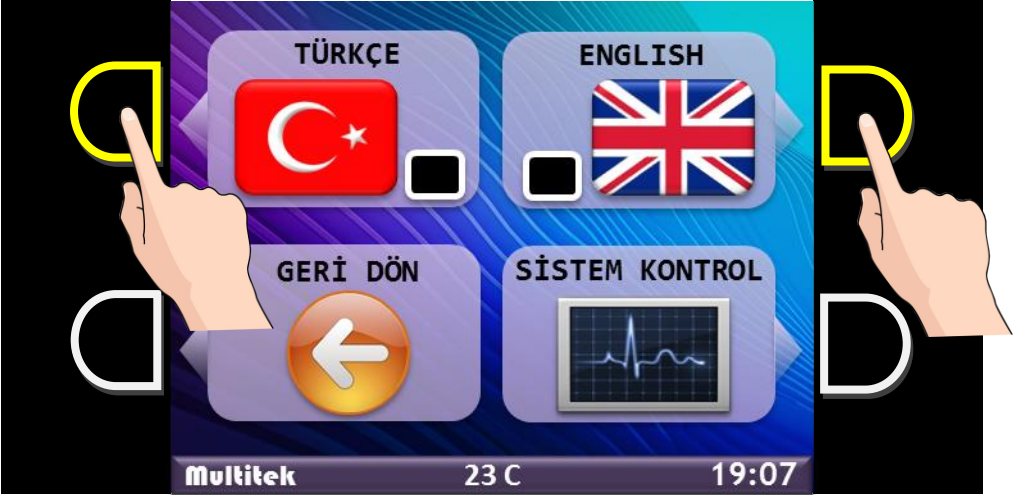 TÜRKÇE
ENGLISH
GERİ DÖN
SİSTEM KONTROL
Multitek 23 C 19:07